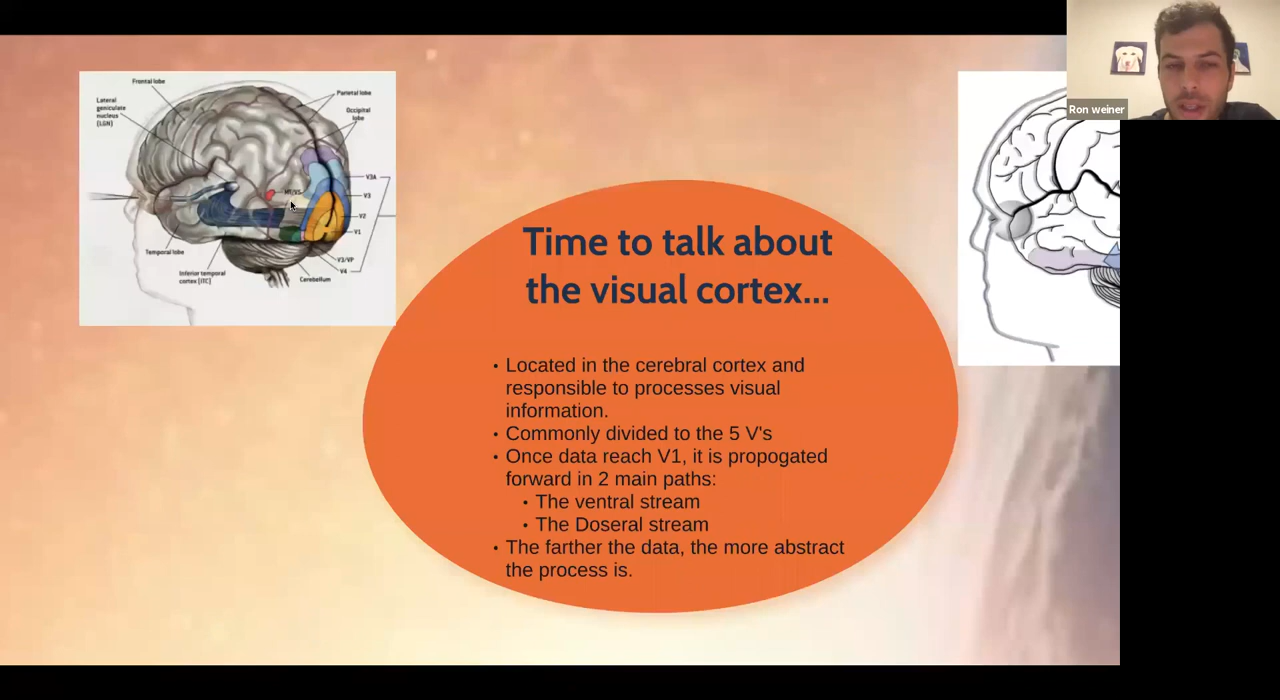 Frontal lobe
Lateral
geniculate
nucleus
(LGN)
Parietal lobe
Occipital
lobe
MT/V5
V3A
V3
V2
V1
V3/VP
V4
Temporal lobe
Inferior temporal
cortex (ITC)
Cerebellum
Ron weiner
Time to talk about
the visual cortex...
• Located in the cerebral cortex and
responsible to processes visual
information.
• Commonly divided to the 5 V's
• Once data reach V1, it is propogated
forward in 2 main paths:
• The ventral stream
• The Doseral stream
• The farther the data, the more abstract
the process is.